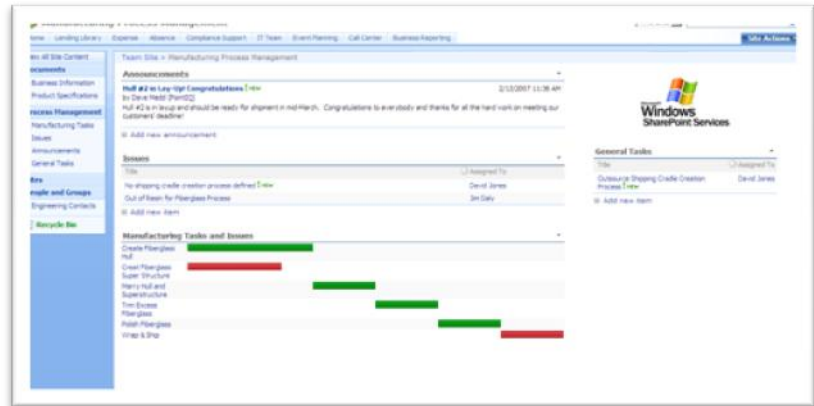 Manufacturing Process Management
Home Lending Library Expense Absence Compliance Support IT Team Event Planning Call Center Business Reporting
Site Actions
View All Site Content
Documents
Business Information
Product Specifications
Process Management
Manufacturing Tasks
Issues
Announcements
General Tasks
Sites
People and Groups
Engineering Contacts
Recycle Bin
Team Site > Manufacturing Process Management
Announcements
Hull #2 in Lay-Up! Congratulations ! NEW 2/13/2007 11:36 AM
by Dave Medd
Hull #2 is in layup and should be ready for shipment in mid-March. Congratulations to everybody and thanks for all the hard work on meeting our
customers' deadline!
Add new announcement
Issues
Title Assigned To
No shipping cradle creation process defined ! NEW David Jones
Out of Resin for Fiberglass Process Jim Daly
Add new item
Manufacturing Tasks and Issues
Create Fiberglass
Hull
Creat Fiberglass
Super Structure
Marry Hull and
Superstructure
Trim Excess
Fiberglass
Polish Fiberglass
Wrap & Ship
Windows
SharePoint Services
General Tasks
Title Assigned To
Outsource Shipping Cradle Creation David Jones
Process ! NEW
Add new item